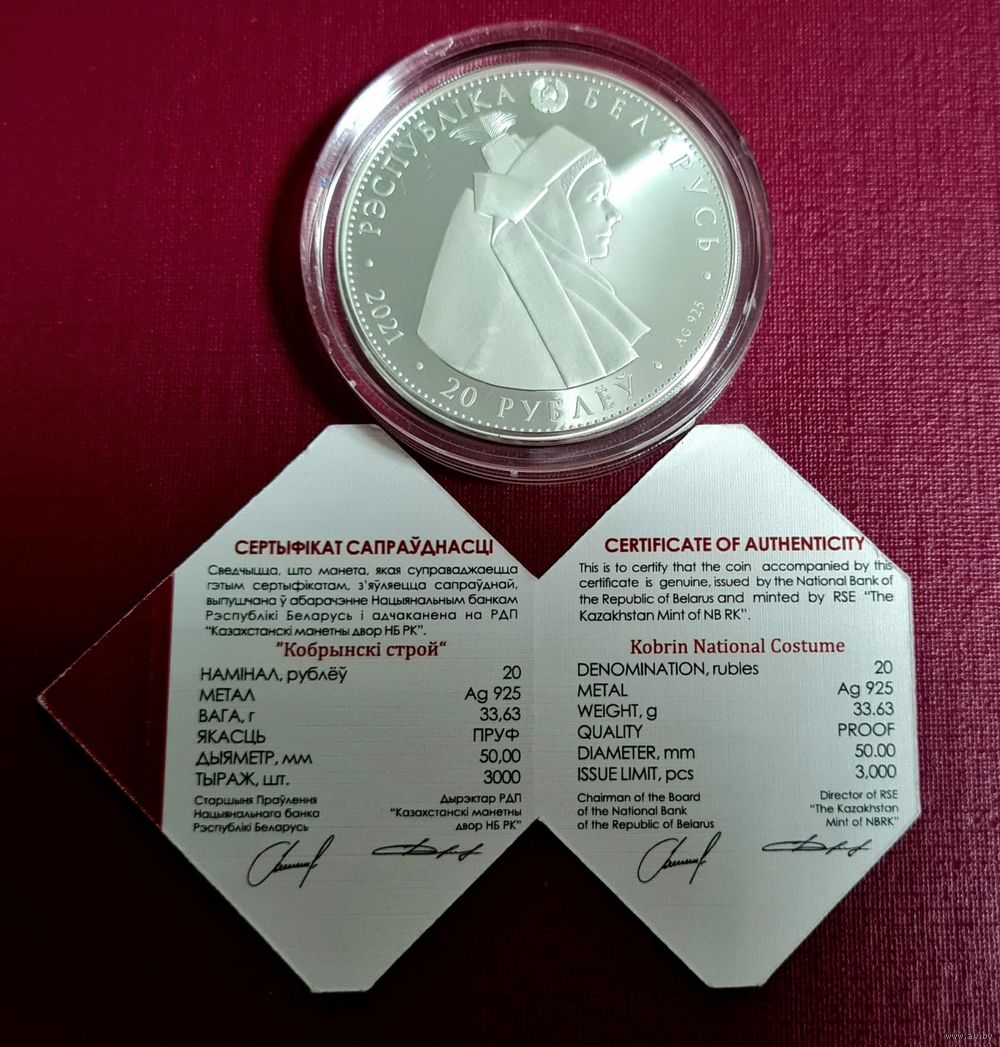 РЭСПУБЛІКА БЕЛАРУСЬ
2021
AG 925
20 РУБЛЁЎ
СЕРТЫФІКАТ САПРАЎДНАСЦІ
Сведчыцца, што манета, якая суправаджаецца
гэтым сертыфікатам, з'яўляецца сапраўднай,
выпушчана ў абарачэнне Нацыянальным банкам
Рэспублікі Беларусь і адчаканена на РДП
"Казахстанскі манетны двор НБ РК".
"Кобрынскі строй"
НАМІНАЛ, рублёў 20
МЕТАЛ Ag 925
ВАГА, г 33,63
ЯКАСЦЬ ПРУФ
ДЫЯМЕТР, мм 50,00
ТЫРАЖ, шт. 3000
Старшыня Праўлення
Нацыянальнага банка
Рэспублікі Беларусь
Дырэктар РДП
"Казахстанскі манетны
двор НБ РК"
CERTIFICATE OF AUTHENTICITY
This is to certify that the coin accompanied by this
certificate is genuine, issued by the National Bank of
the Republic of Belarus and minted by RSE "The
Kazakhstan Mint of NB RK".
Kobrin National Costume
DENOMINATION, rubles 20
METAL Ag 925
WEIGHT, g 33.63
QUALITY PROOF
DIAMETER, mm 50.00
ISSUE LIMIT, pcs 3,000
Chairman of the Board
of the National Bank
of the Republic of Belarus
Director of RSE
"The Kazakhstan
Mint of NBRK"
www.ay.by